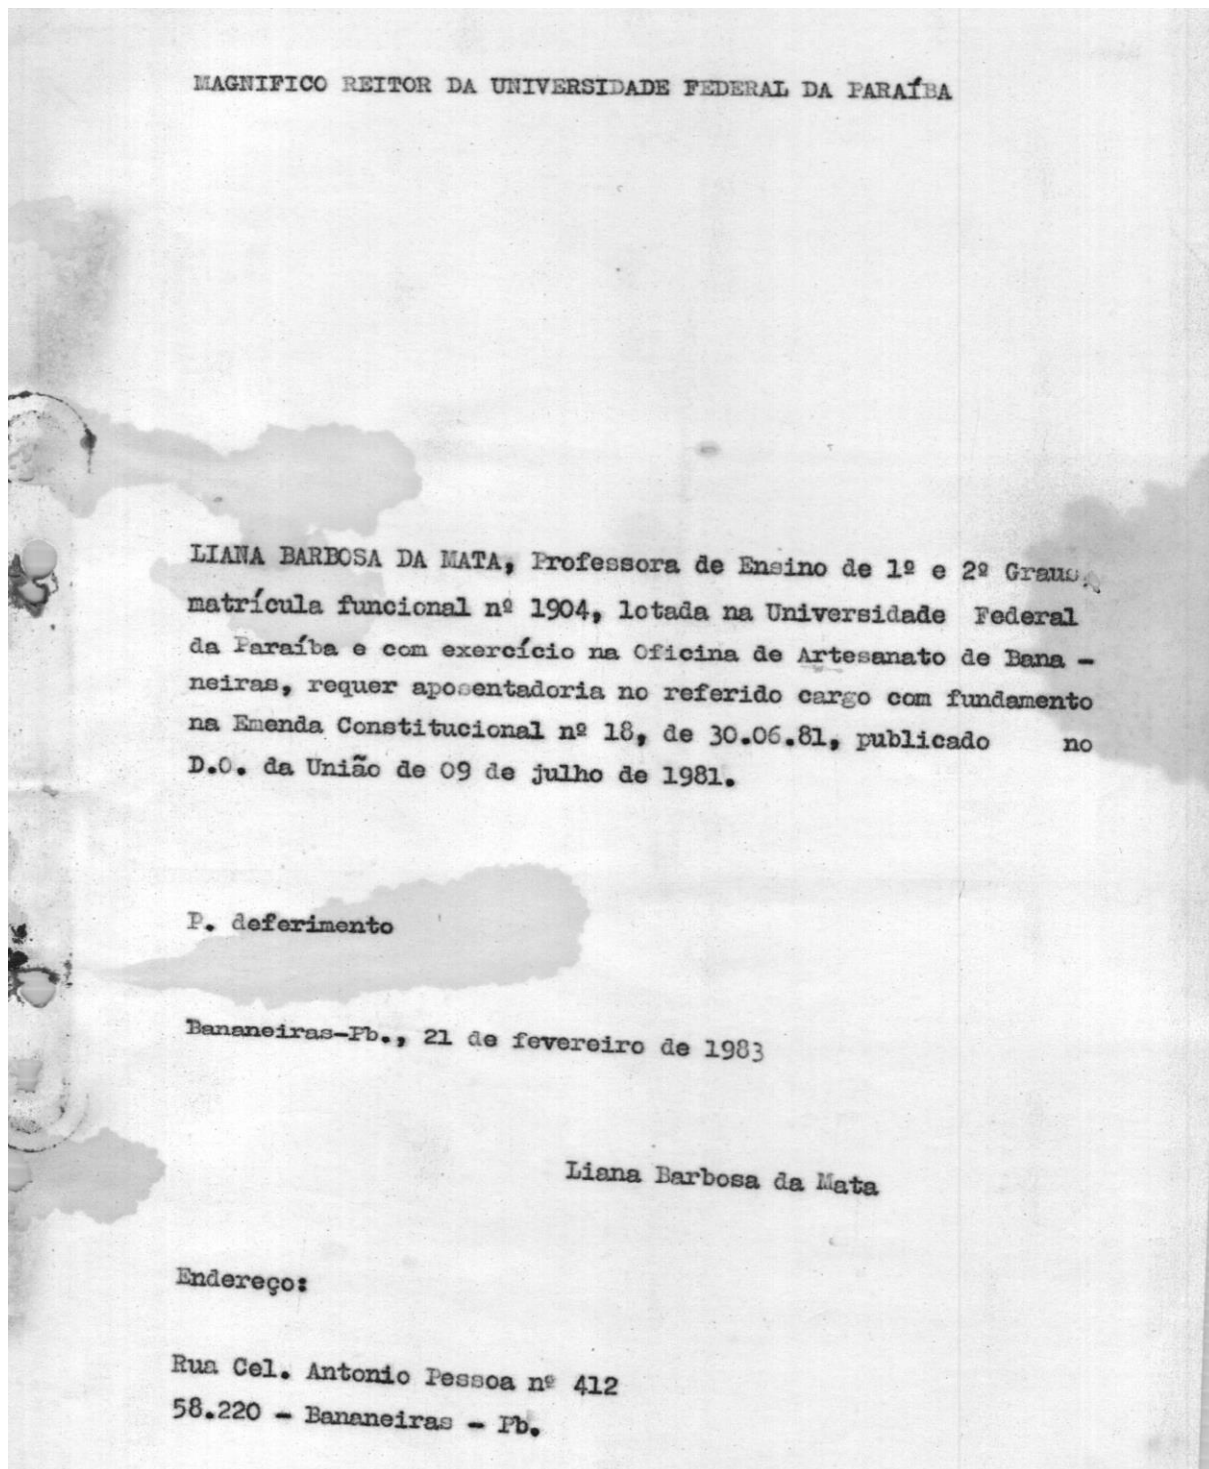 MAGNIFICO REITOR DA UNIVERSIDADE FEDERAL DA PARAÍBA
LIANA BARBOSA DA MATA, Professora de Ensino de 1º e 2º Graus,
matrícula funcional nº 1904, lotada na Universidade Federal
da Paraíba e com exercício na Oficina de Artesanato de Bana -
neiras, requer aposentadoria no referido cargo com fundamento
na Emenda Constitucional nº 18, de 30.06.81, publicado no
D.O. da União de 09 de julho de 1981.
P. deferimento
Bananeiras-Pb., 21 de fevereiro de 1983
Liana Barbosa da Mata
Endereço:
Rua Cel. Antonio Pessoa nº 412
58.220 - Bananeiras - Pb.